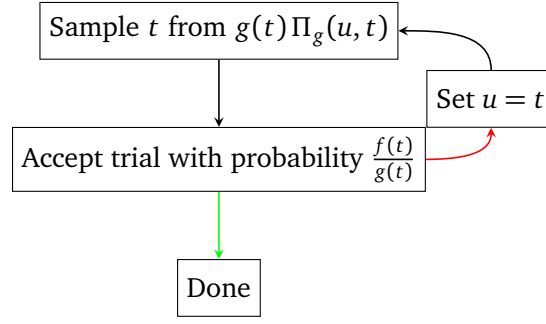 Sample t from g(t) Π_g(u, t)
Set u = t
Accept trial with probability f(t)/g(t)
Done